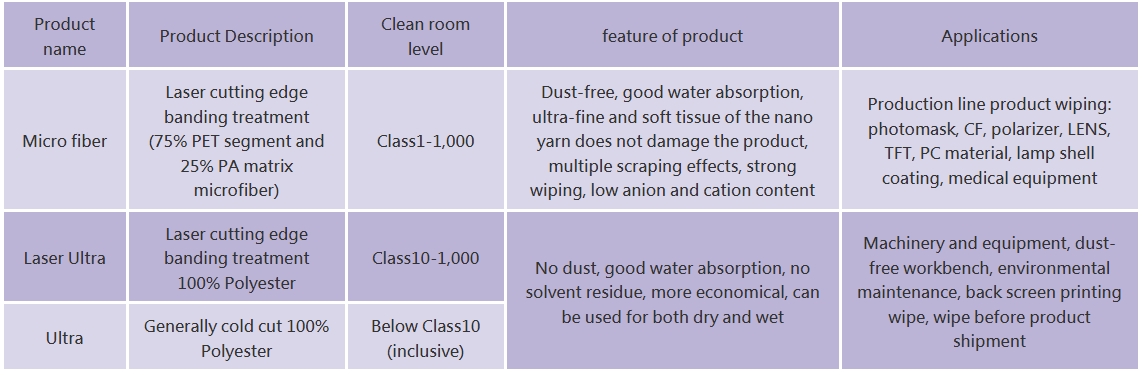 Product
name
Product Description
Clean room
level
feature of product
Applications
Micro fiber
Laser cutting edge
banding treatment
(75% PET segment and
25% PA matrix
microfiber)
Class1-1,000
Dust-free, good water absorption,
ultra-fine and soft tissue of the nano
yarn does not damage the product,
multiple scraping effects, strong
wiping, low anion and cation content
Production line product wiping:
photomask, CF, polarizer, LENS,
TFT, PC material, lamp shell
coating, medical equipment
Laser Ultra
Laser cutting edge
banding treatment
100% Polyester
Class10-1,000
No dust, good water absorption, no
solvent residue, more economical, can
be used for both dry and wet
Machinery and equipment, dust-
free workbench, environmental
maintenance, back screen printing
wipe, wipe before product
shipment
Ultra
Generally cold cut 100%
Polyester
Below Class10
(inclusive)